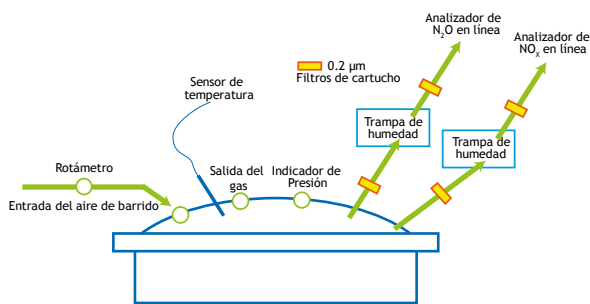 Analizador de
N₂O en línea
Analizador de
NOₓ en línea
0.2 µm
Filtros de cartucho
Sensor de
temperatura
Trampa de
humedad
Trampa de
humedad
Rotámetro
Salida del
gas
Indicador de
Presión
Entrada del aire de barrido